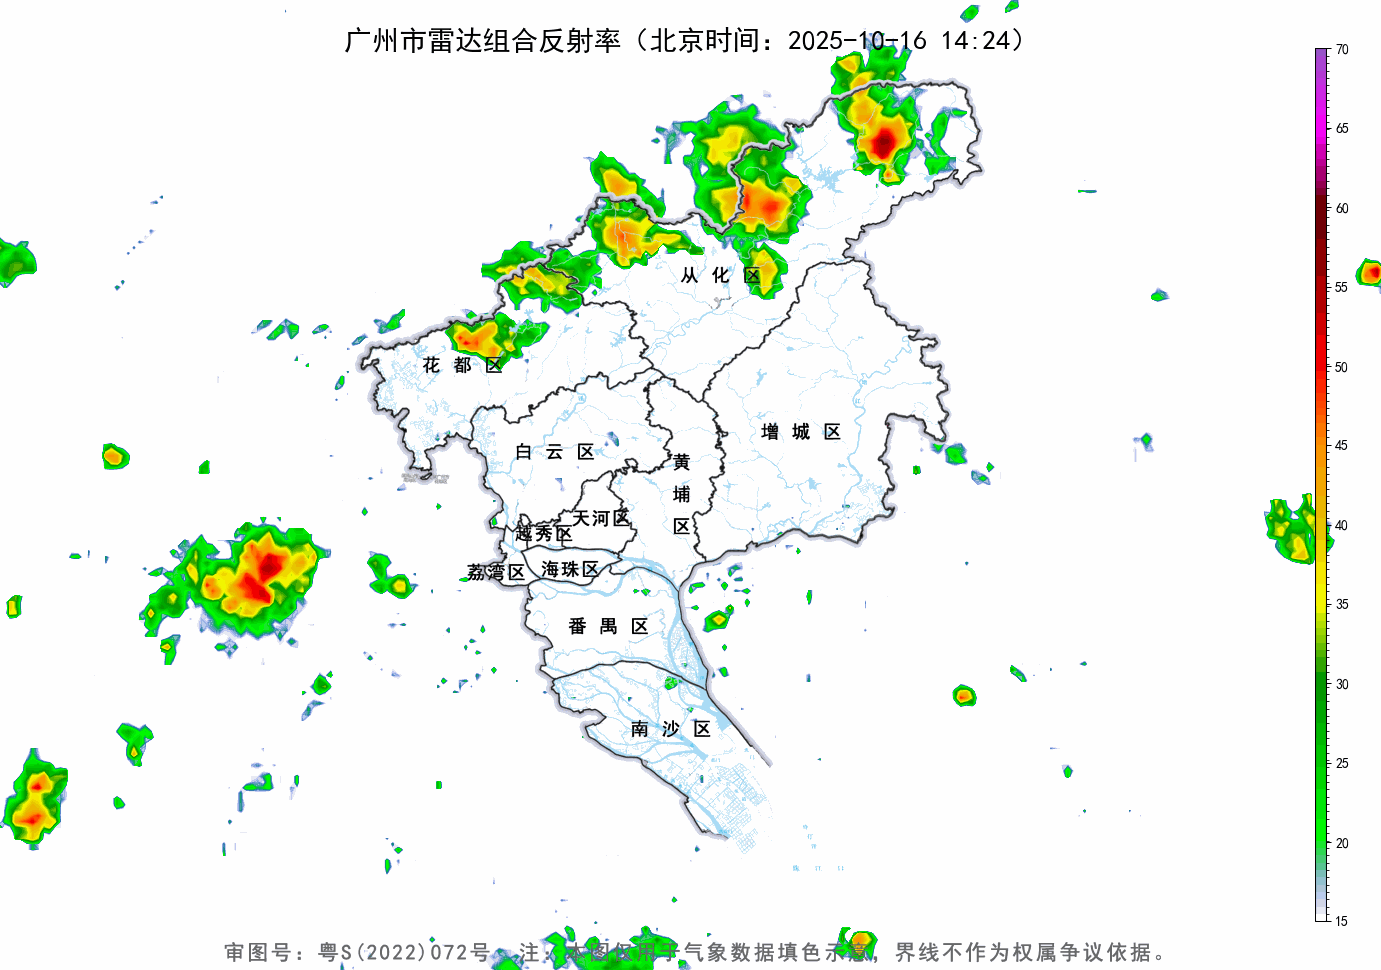 广州市雷达组合反射率（北京时间：2025-10-16 14:24）
70
65
60
55
50
45
40
35
30
25
20
15
从化区
花都区
增城区
白云区
黄埔区
天河区
越秀区
荔湾区
海珠区
番禺区
南沙区
审图号：粤S(2022)072号 注：本图仅用于气象数据填色示意，界线不作为权属争议依据。